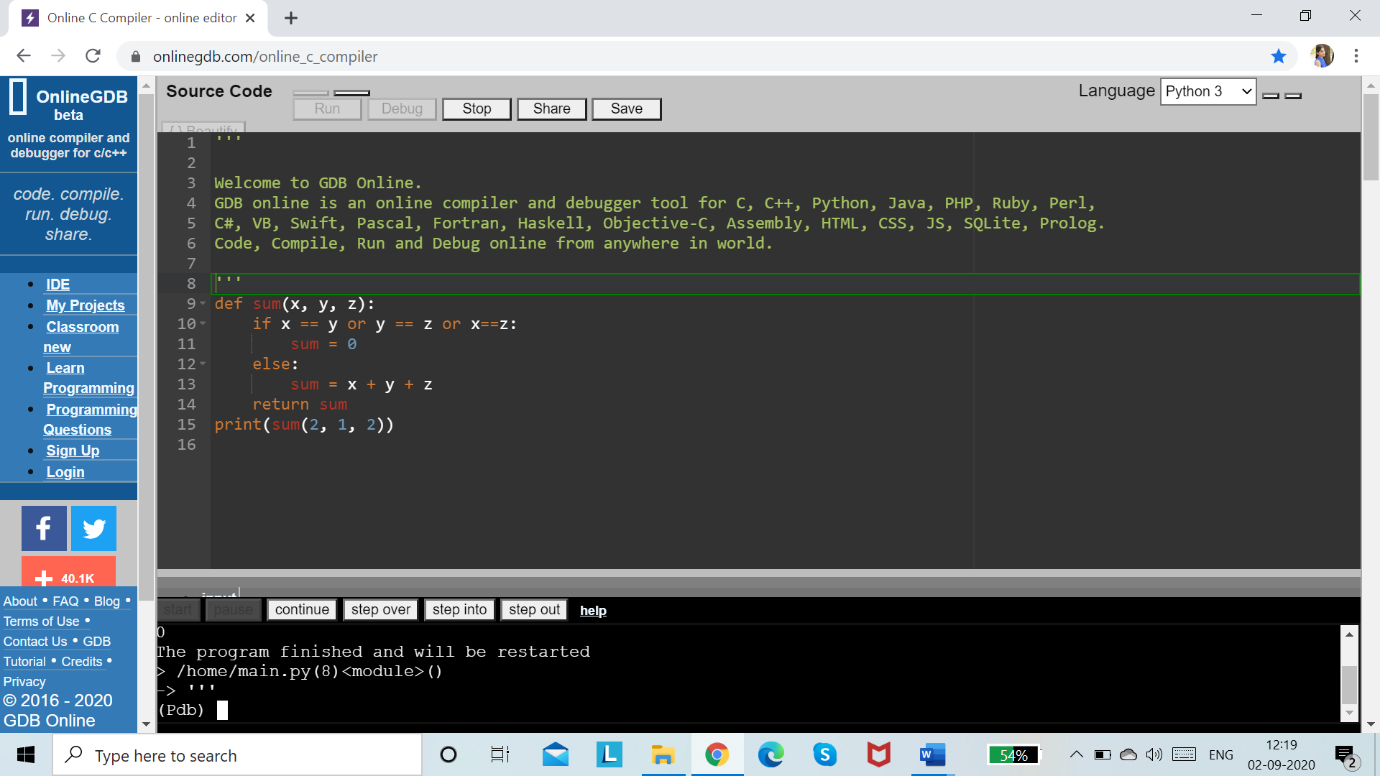 Online C Compiler - online editor
onlinegdb.com/online_c_compiler
OnlineGDB
beta
online compiler and
debugger for c/c++
code. compile.
run. debug.
share.
IDE
My Projects
Classroom
new
Learn
Programming
Programming
Questions
Sign Up
Login
f
40.1K
About • FAQ • Blog •
Terms of Use •
Contact Us • GDB
Tutorial • Credits •
Privacy
© 2016 - 2020
GDB Online
Source Code
Run Debug Stop Share Save
Language Python 3
{ } Beautify
1 '''
2
3 Welcome to GDB Online.
4 GDB online is an online compiler and debugger tool for C, C++, Python, Java, PHP, Ruby, Perl,
5 C#, VB, Swift, Pascal, Fortran, Haskell, Objective-C, Assembly, HTML, CSS, JS, SQLite, Prolog.
6 Code, Compile, Run and Debug online from anywhere in world.
7
8 '''
9 def sum(x, y, z):
10     if x == y or y == z or x==z:
11         sum = 0
12     else:
13         sum = x + y + z
14     return sum
15 print(sum(2, 1, 2))
16
input
start pause continue step over step into step out help
0
The program finished and will be restarted
> /home/main.py(8)<module>()
-> '''
(Pdb)
Type here to search
L
S
W
54%
ENG
12:19
02-09-2020
2